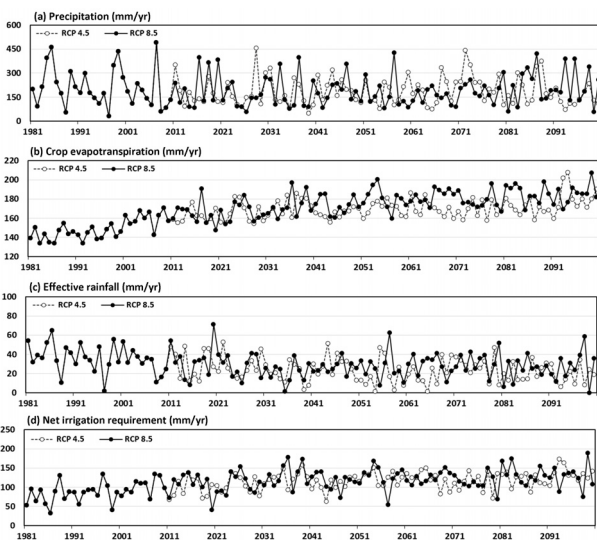 (a) Precipitation (mm/yr)
600
RCP 4.5 RCP 8.5
450
300
150
0
1981 1991 2001 2011 2021 2031 2041 2051 2061 2071 2081 2091
(b) Crop evapotranspiration (mm/yr)
220
RCP 4.5 RCP 8.5
200
180
160
140
120
1981 1991 2001 2011 2021 2031 2041 2051 2061 2071 2081 2091
(c) Effective rainfall (mm/yr)
100
RCP 4.5 RCP 8.5
80
60
40
20
0
1981 1991 2001 2011 2021 2031 2041 2051 2061 2071 2081 2091
(d) Net irrigation requirement (mm/yr)
250
RCP 4.5 RCP 8.5
200
150
100
50
0
1981 1991 2001 2011 2021 2031 2041 2051 2061 2071 2081 2091